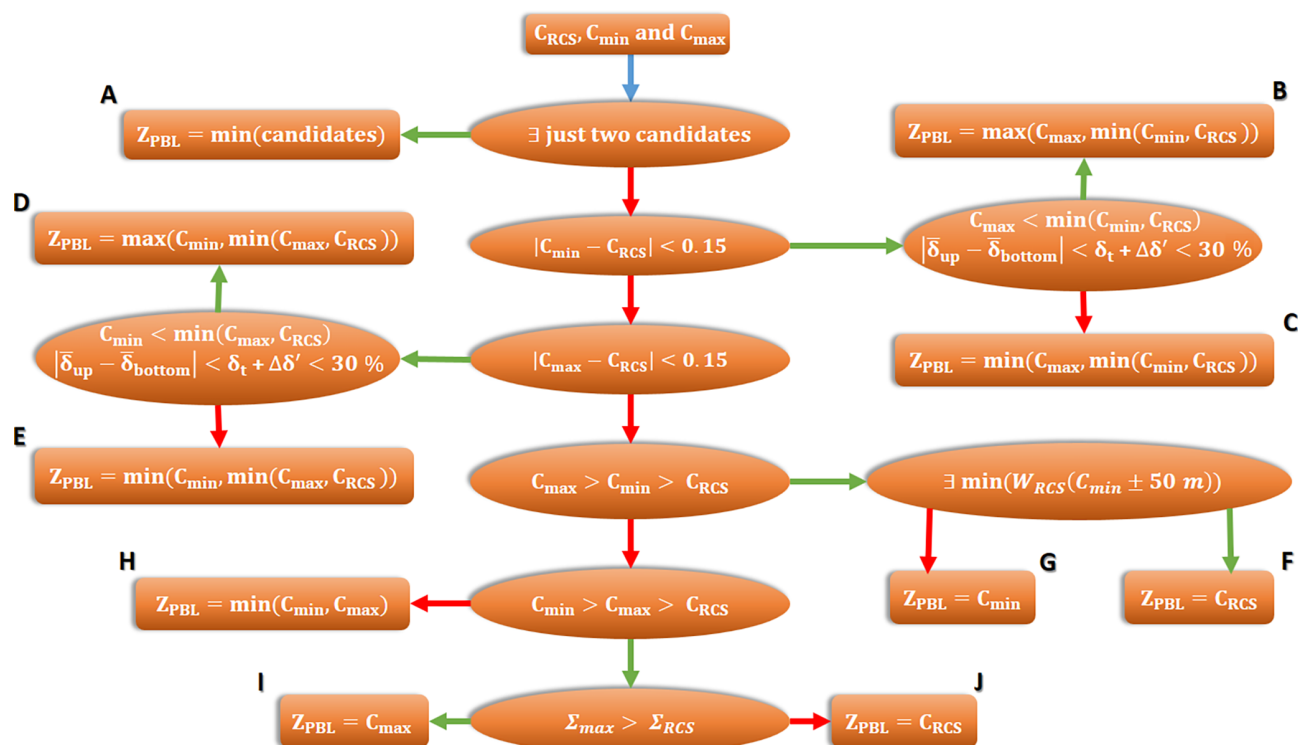 C_RCS, C_min and C_max
A
B
Z_PBL = min(candidates)
∃ just two candidates
Z_PBL = max(C_max, min(C_min, C_RCS))
D
Z_PBL = max(C_min, min(C_max, C_RCS))
|C_min − C_RCS| < 0.15
C_max < min(C_min, C_RCS)
|δ̅_up − δ̅_bottom| < δ_t + Δδ′ < 30 %
C
C_min < min(C_max, C_RCS)
|δ̅_up − δ̅_bottom| < δ_t + Δδ′ < 30 %
|C_max − C_RCS| < 0.15
Z_PBL = min(C_max, min(C_min, C_RCS))
E
Z_PBL = min(C_min, min(C_max, C_RCS))
C_max > C_min > C_RCS
∃ min(W_RCS(C_min ± 50 m))
H
G
F
Z_PBL = min(C_min, C_max)
C_min > C_max > C_RCS
Z_PBL = C_min
Z_PBL = C_RCS
I
J
Z_PBL = C_max
Σ_max > Σ_RCS
Z_PBL = C_RCS